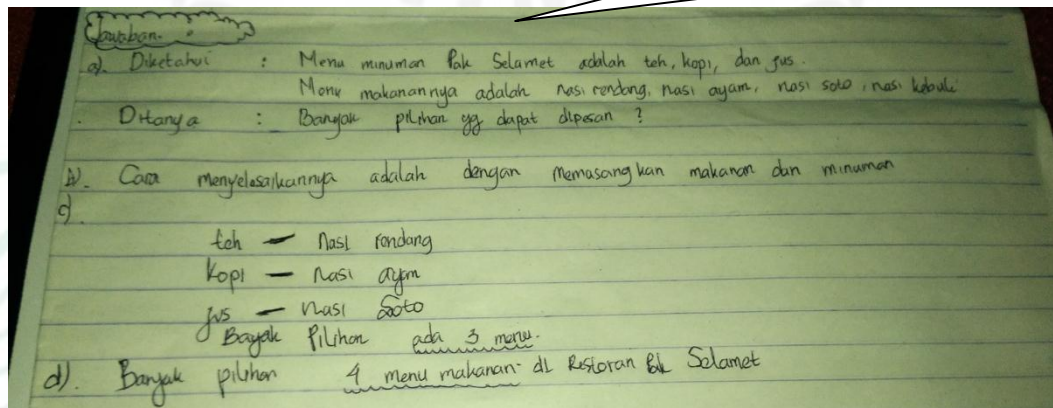 Jawaban :
a). Diketahui : Menu minuman Pak Selamet adalah teh, kopi, dan jus.
Menu makanannya adalah nasi rendang, nasi ayam, nasi soto, nasi kebuli
Ditanya : Banyak pilihan yg dapat dipesan ?
b). Cara menyelesaikannya adalah dengan memasangkan makanan dan minuman
c).
teh — nasi rendang
kopi — nasi ayam
jus — nasi Soto
Bayak Pilihan ada 3 menu.
d). Banyak pilihan 4 menu makanan di Restoran Pak Selamet